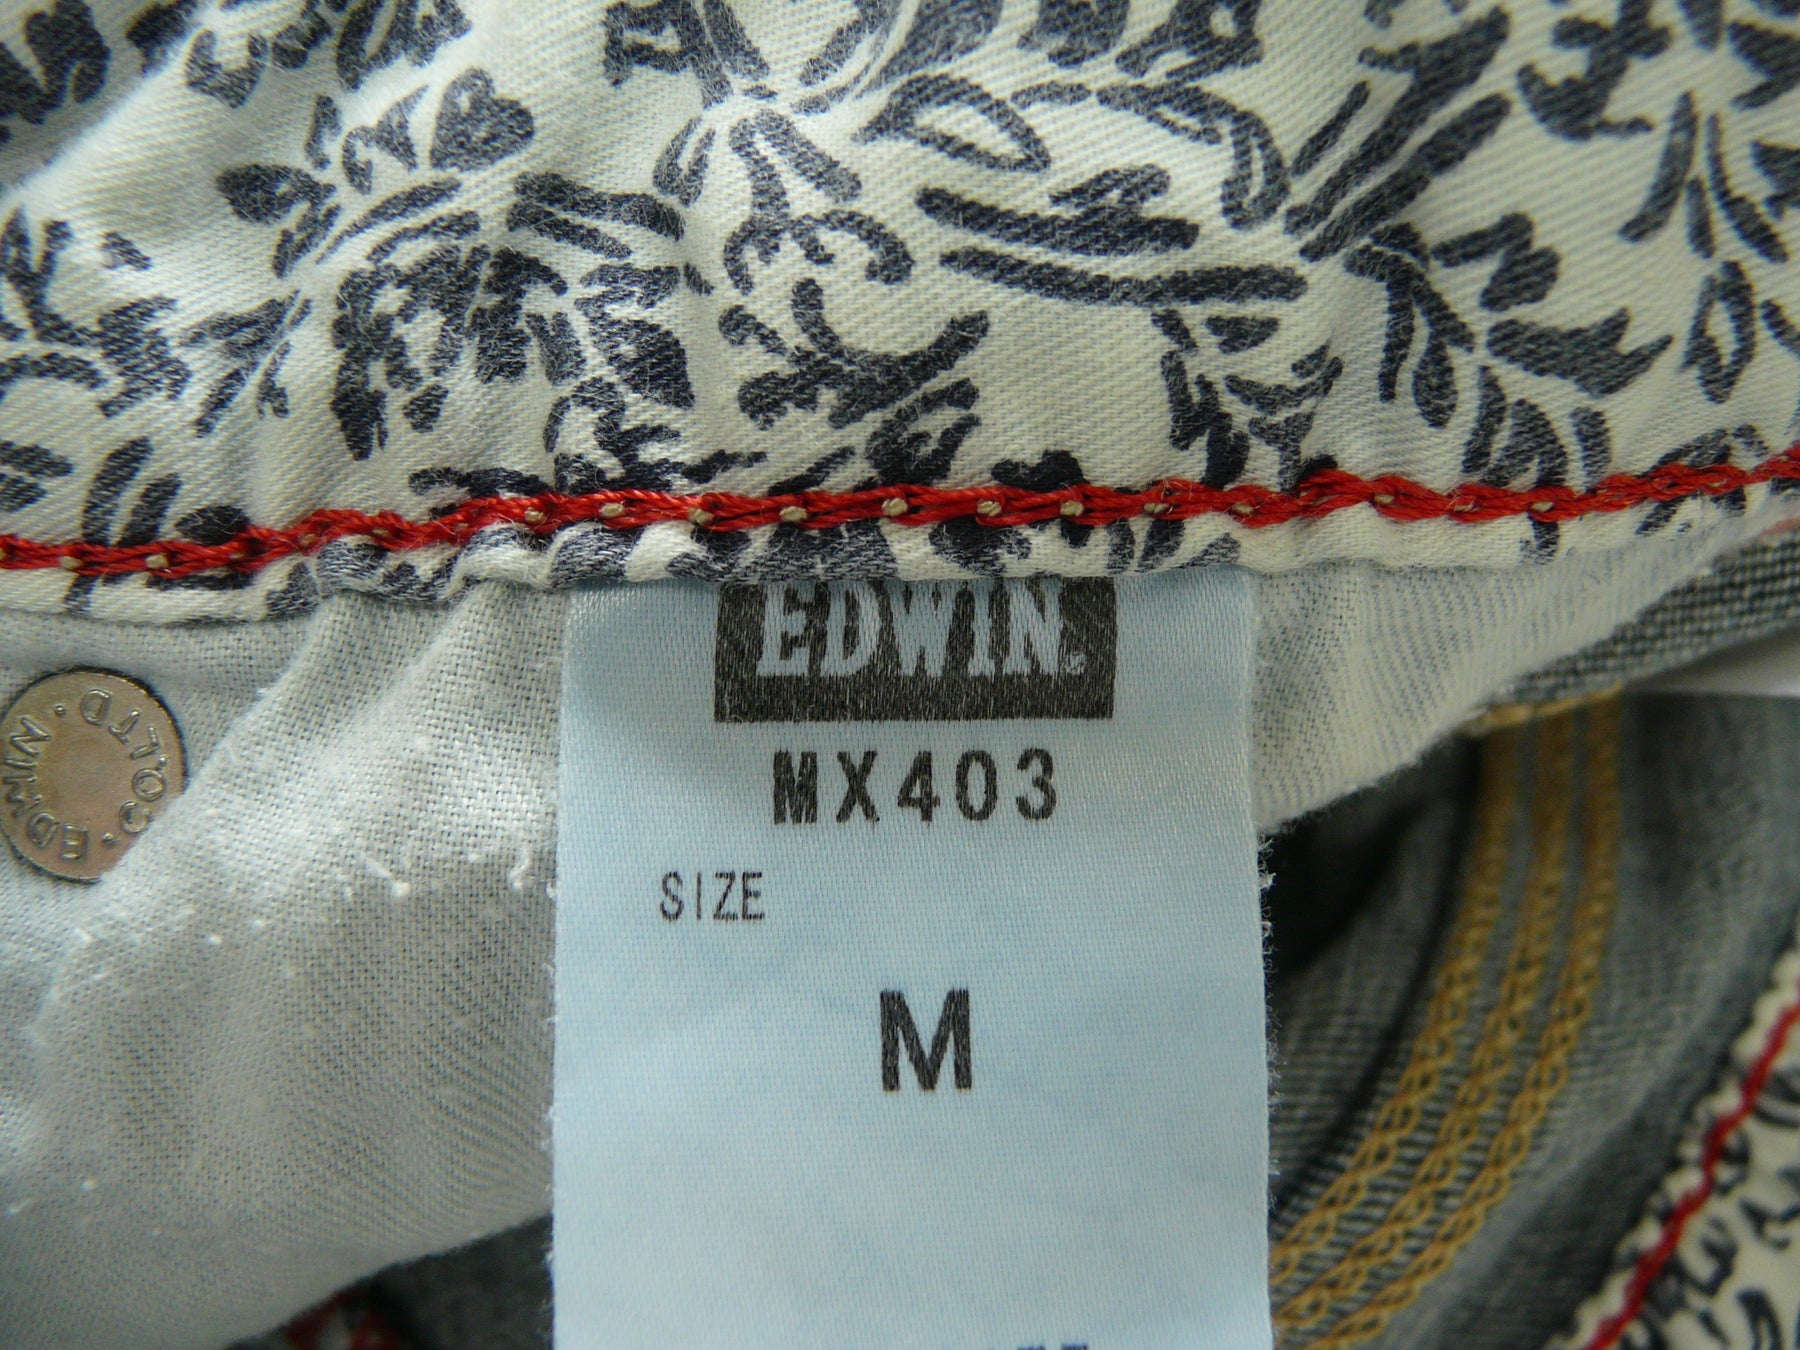 EDWIN
MX403
SIZE
M
EDWIN · CO.LTD ·